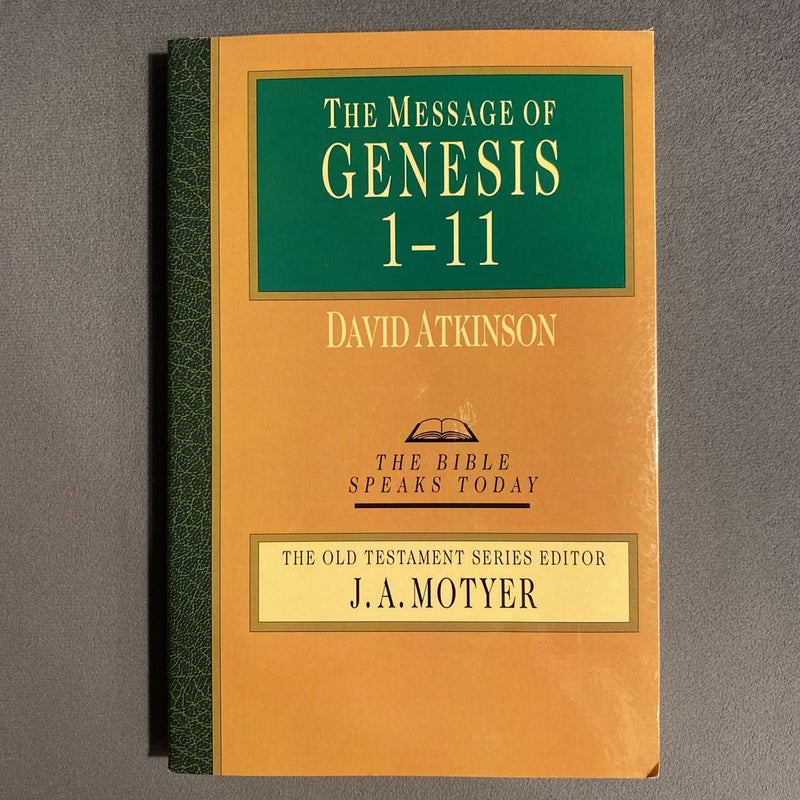 THE MESSAGE OF
GENESIS
1–11
DAVID ATKINSON
THE BIBLE
SPEAKS TODAY
THE OLD TESTAMENT SERIES EDITOR
J. A. MOTYER